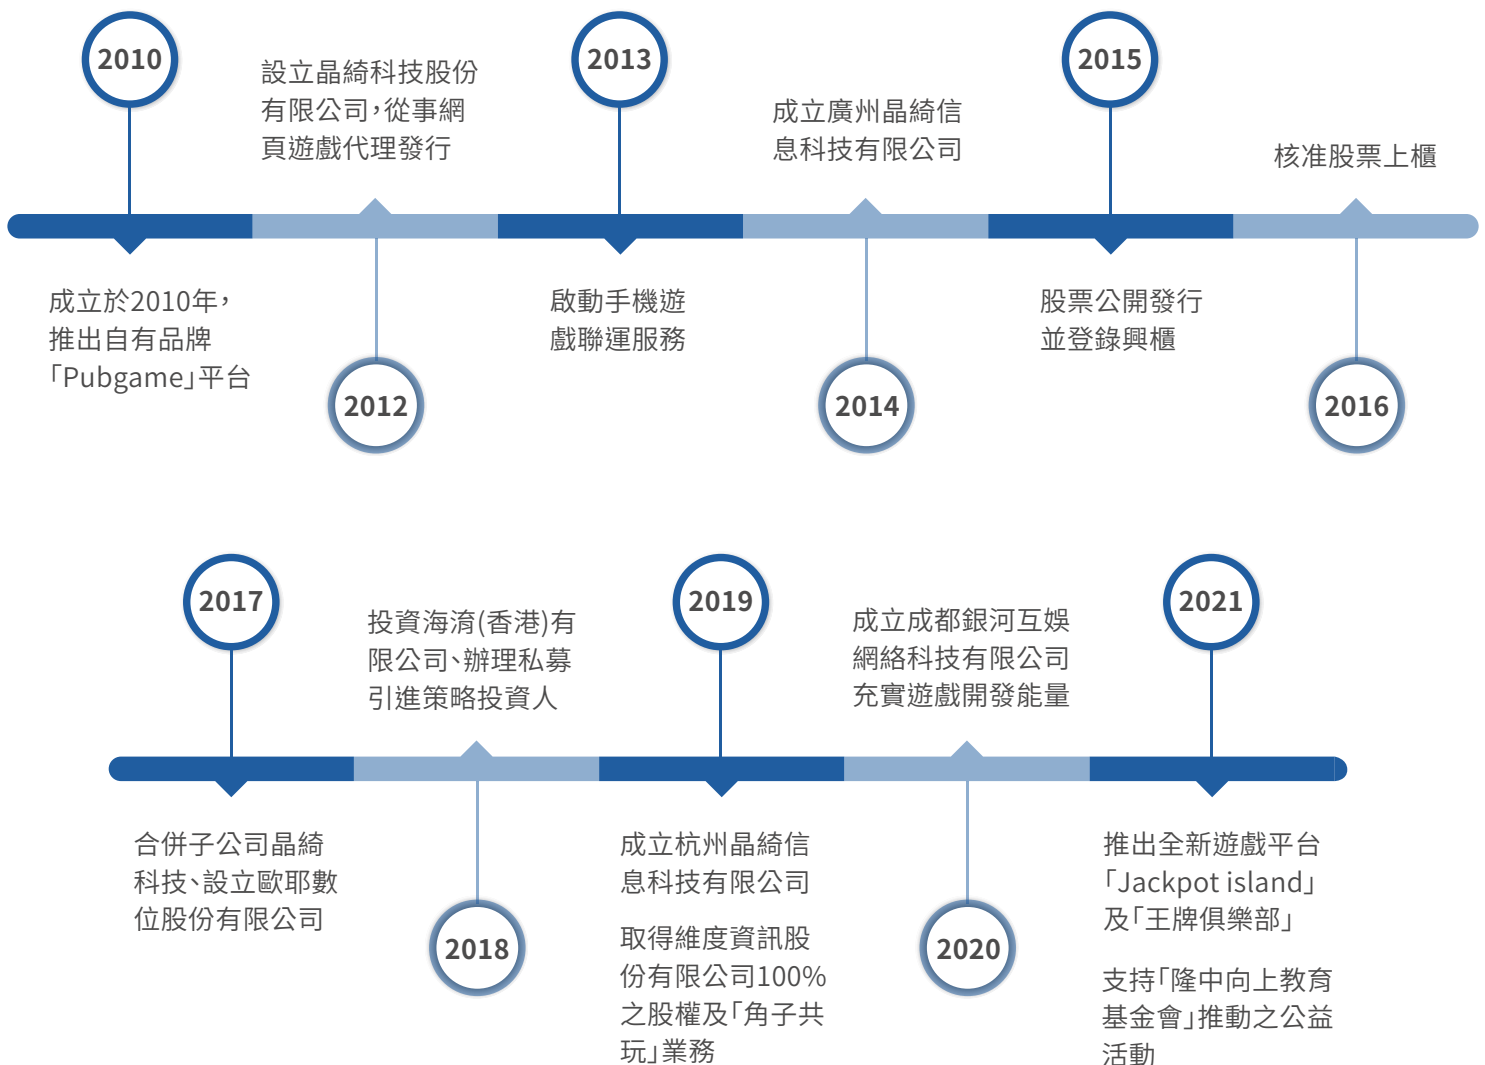 2010
成立於2010年，
推出自有品牌
「Pubgame」平台
設立晶綺科技股份
有限公司，從事網
頁遊戲代理發行
2012
2013
啟動手機遊
戲聯運服務
成立廣州晶綺信
息科技有限公司
2014
2015
股票公開發行
並登錄興櫃
核准股票上櫃
2016
2017
合併子公司晶綺
科技、設立歐耶數
位股份有限公司
投資海淯(香港)有
限公司、辦理私募
引進策略投資人
2018
2019
成立杭州晶綺信
息科技有限公司
取得維度資訊股
份有限公司100%
之股權及「角子共
玩」業務
成立成都銀河互娛
網絡科技有限公司
充實遊戲開發能量
2020
2021
推出全新遊戲平台
「Jackpot island」
及「王牌俱樂部」
支持「隆中向上教育
基金會」推動之公益
活動